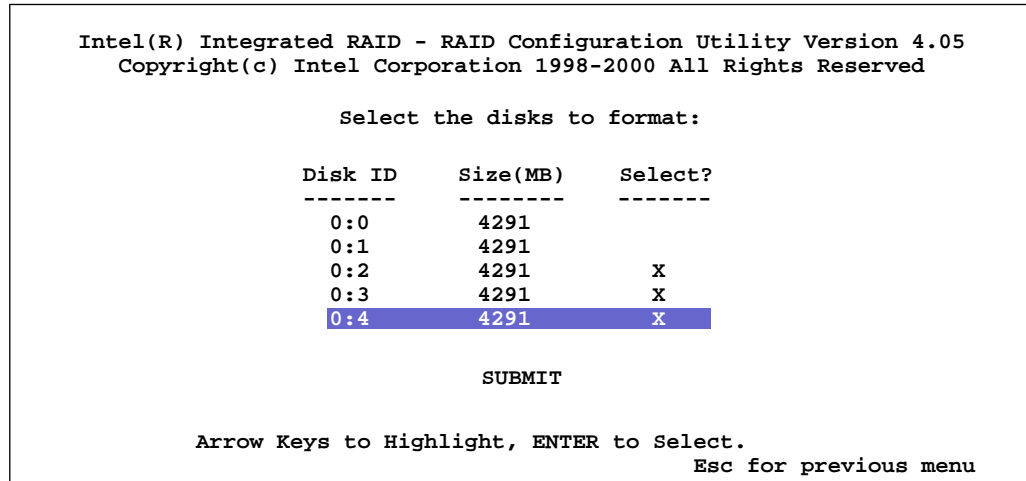 Intel(R) Integrated RAID - RAID Configuration Utility Version 4.05
Copyright(c) Intel Corporation 1998-2000 All Rights Reserved
Select the disks to format:
Disk ID Size(MB) Select?
------- -------- -------
0:0 4291
0:1 4291
0:2 4291 X
0:3 4291 X
0:4 4291 X
SUBMIT
Arrow Keys to Highlight, ENTER to Select.
Esc for previous menu